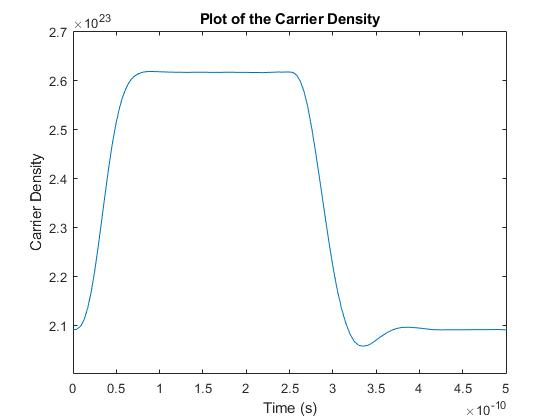 Plot of the Carrier Density
×10^23
2.7
2.6
2.5
2.4
2.3
2.2
2.1
Carrier Density
0 0.5 1 1.5 2 2.5 3 3.5 4 4.5 5
Time (s)
×10^-10